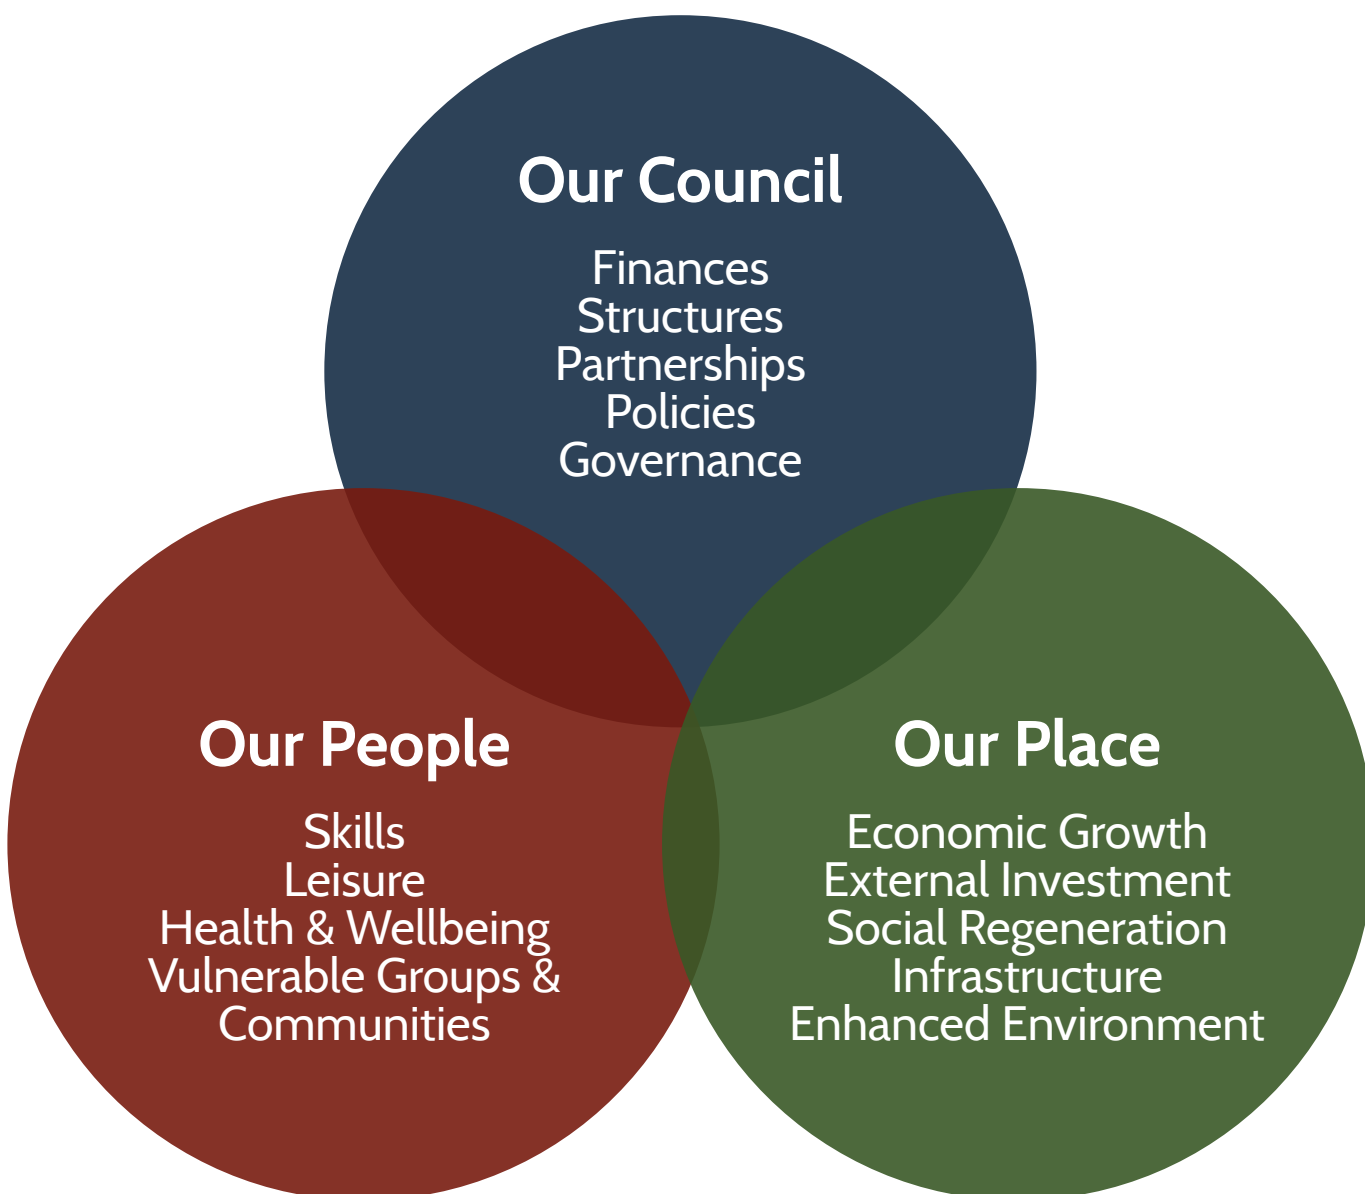 Our Council
Finances
Structures
Partnerships
Policies
Governance
Our People
Skills
Leisure
Health & Wellbeing
Vulnerable Groups &
Communities
Our Place
Economic Growth
External Investment
Social Regeneration
Infrastructure
Enhanced Environment